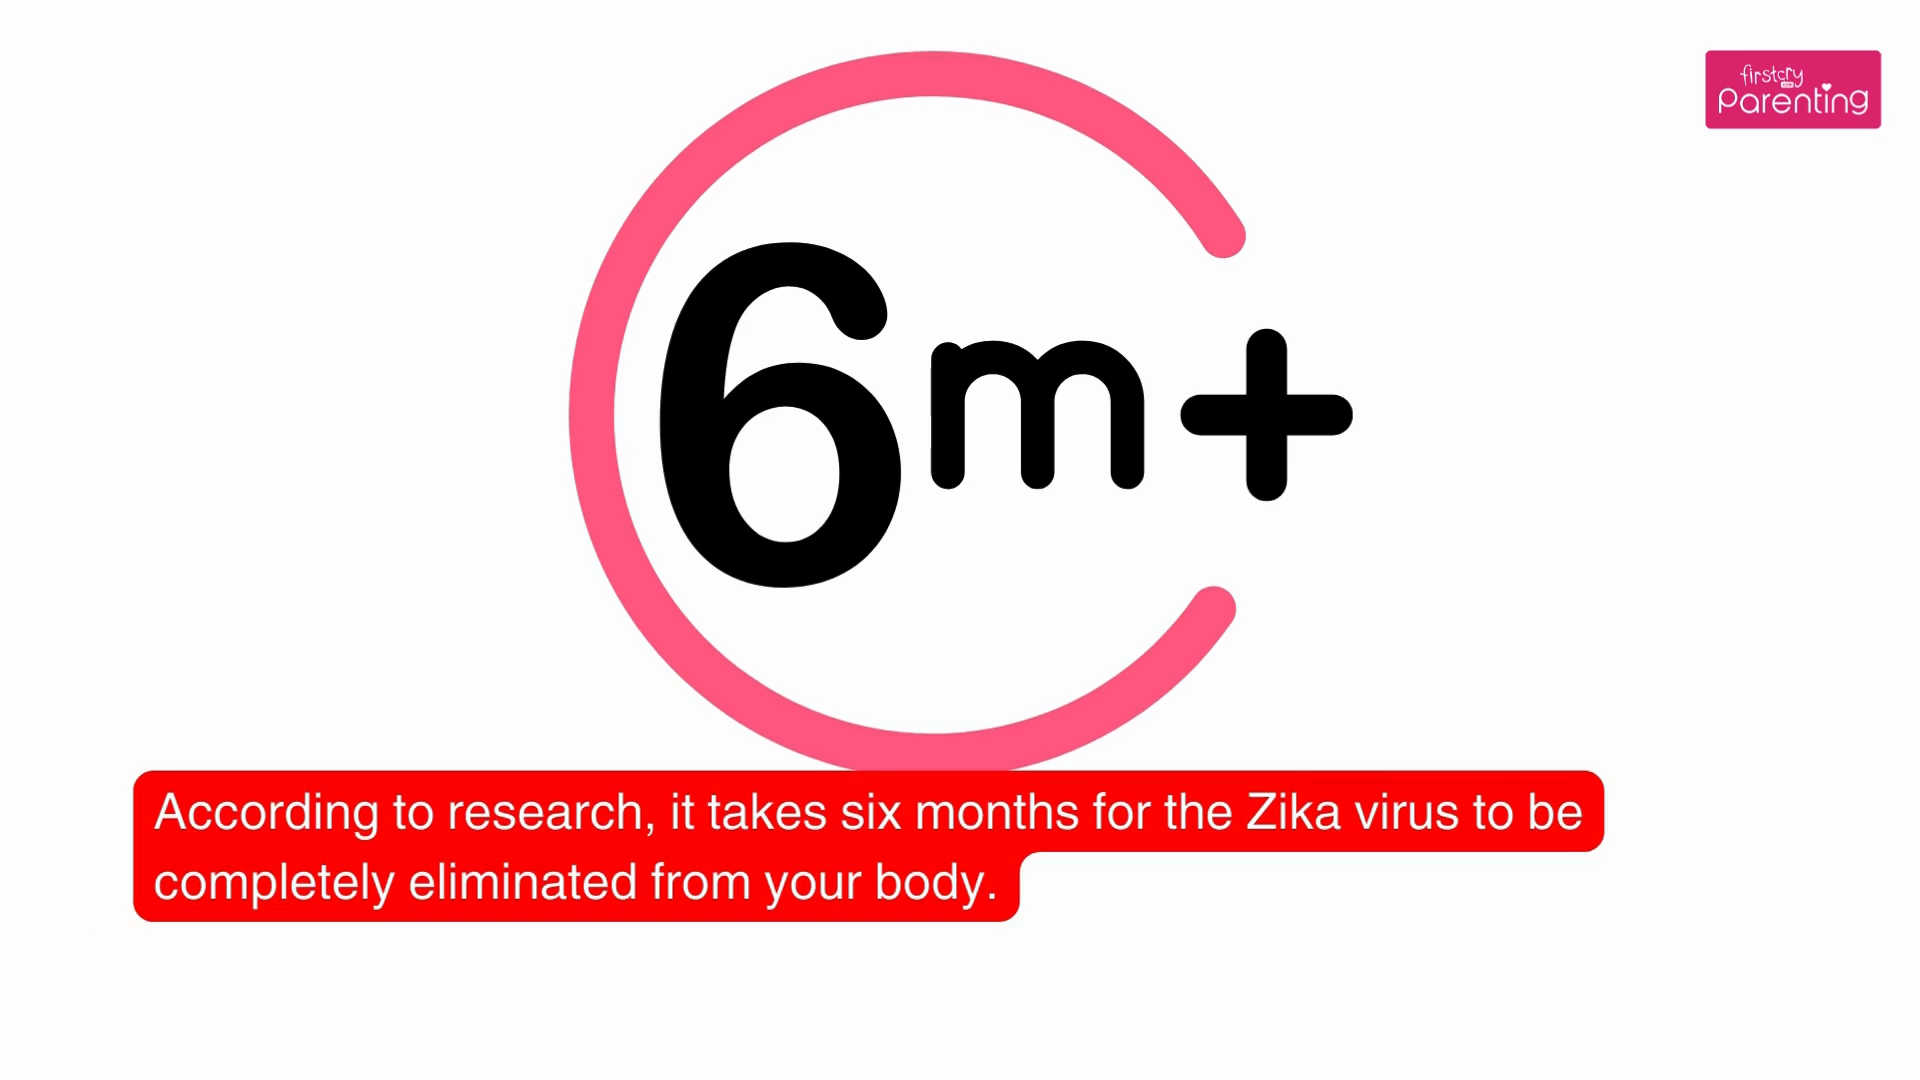 firstcry
.com
Parenting
6m+
According to research, it takes six months for the Zika virus to be
completely eliminated from your body.